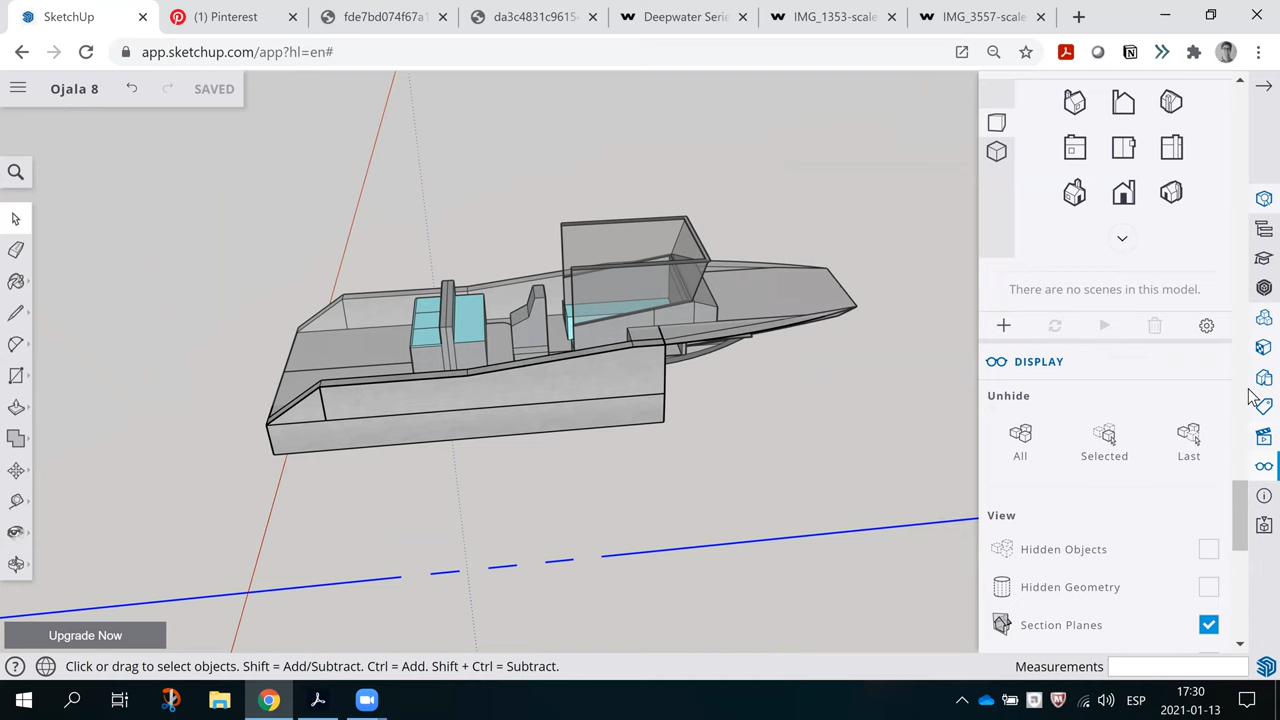 SketchUp
(1) Pinterest
fde7bd074f67a1
da3c4831c9615
Deepwater Serie
IMG_1353-scale
IMG_3557-scale
app.sketchup.com/app?hl=en#
Ojala 8
SAVED
There are no scenes in this model.
DISPLAY
Unhide
All
Selected
Last
View
Hidden Objects
Hidden Geometry
Section Planes
Upgrade Now
Click or drag to select objects. Shift = Add/Subtract. Ctrl = Add. Shift + Ctrl = Subtract.
Measurements
ESP
17:30
2021-01-13